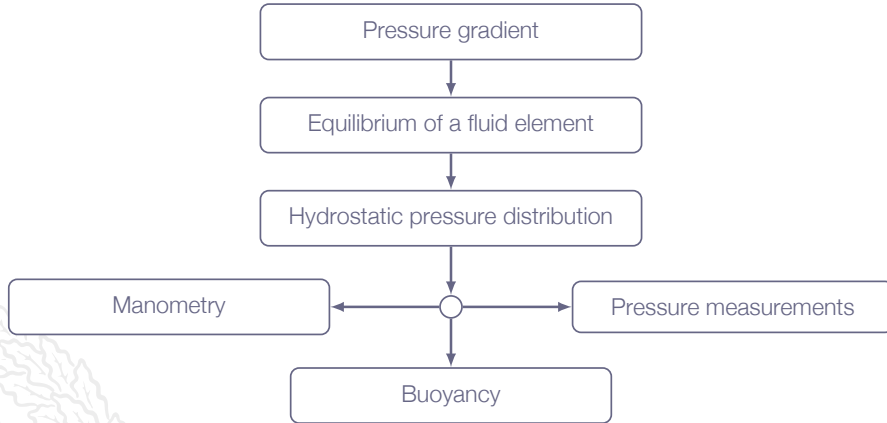 Pressure gradient
Equilibrium of a fluid element
Hydrostatic pressure distribution
Manometry
Pressure measurements
Buoyancy